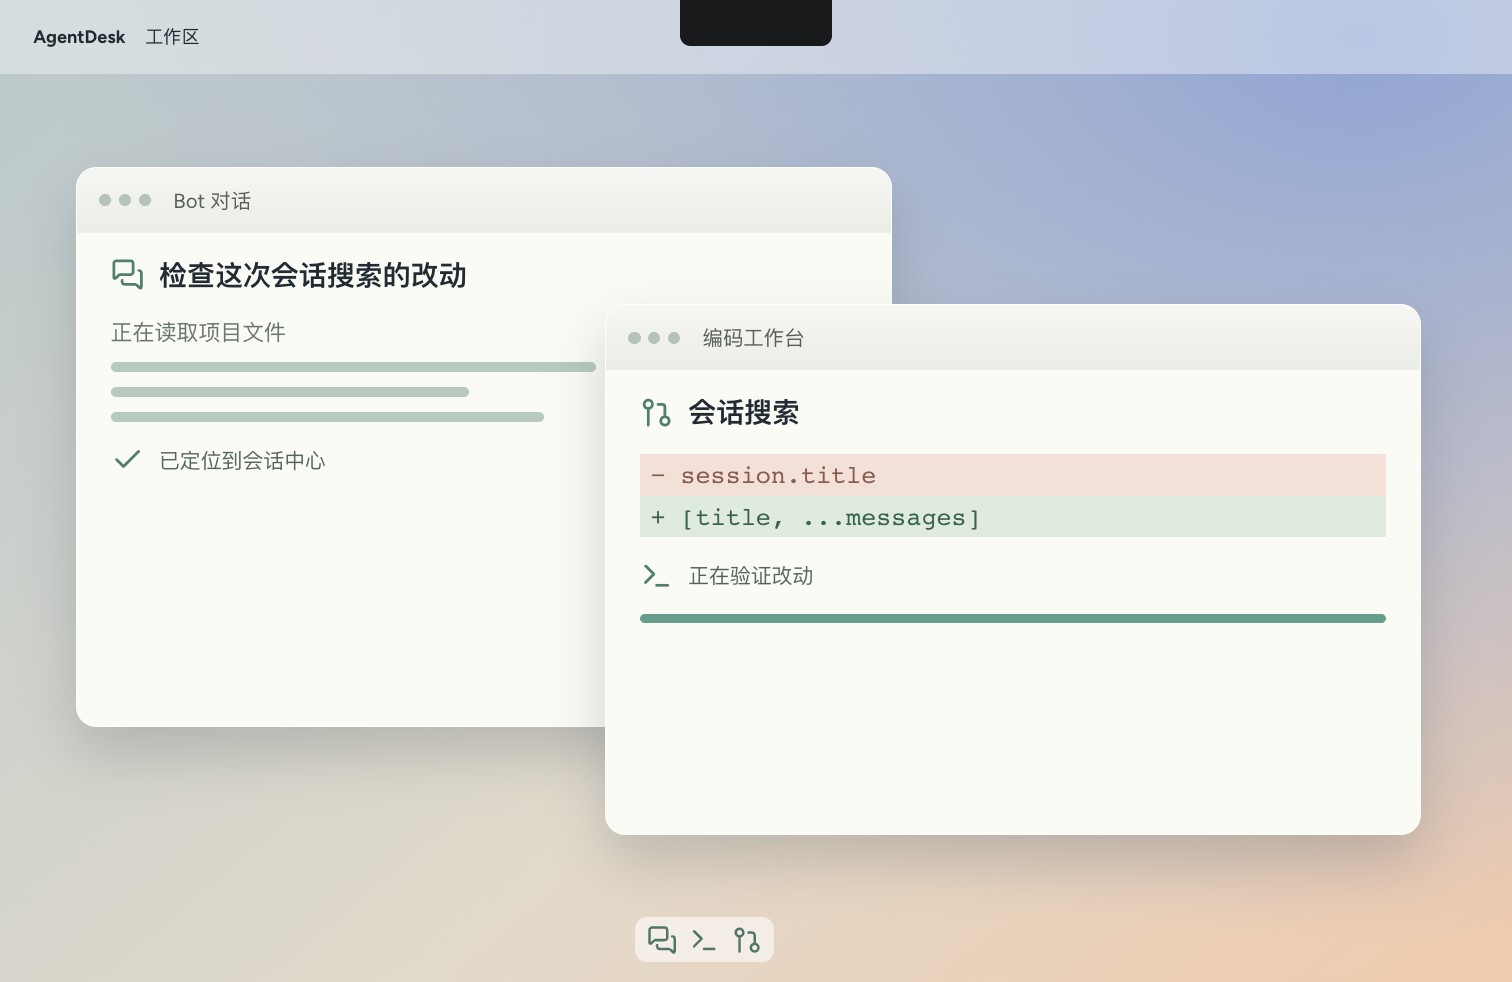 AgentDesk 工作区
Bot 对话
检查这次会话搜索的改动
正在读取项目文件
已定位到会话中心
编码工作台
会话搜索
− session.title
+ [title, ...messages]
正在验证改动